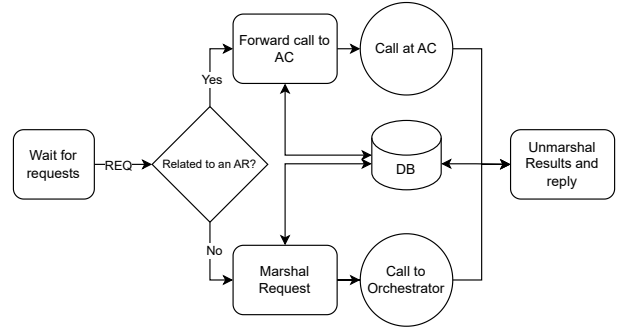 Wait for
requests
REQ
Related to an AR?
Yes
No
Forward call to
AC
Call at AC
DB
Marshal
Request
Call to
Orchestrator
Unmarshal
Results and
reply